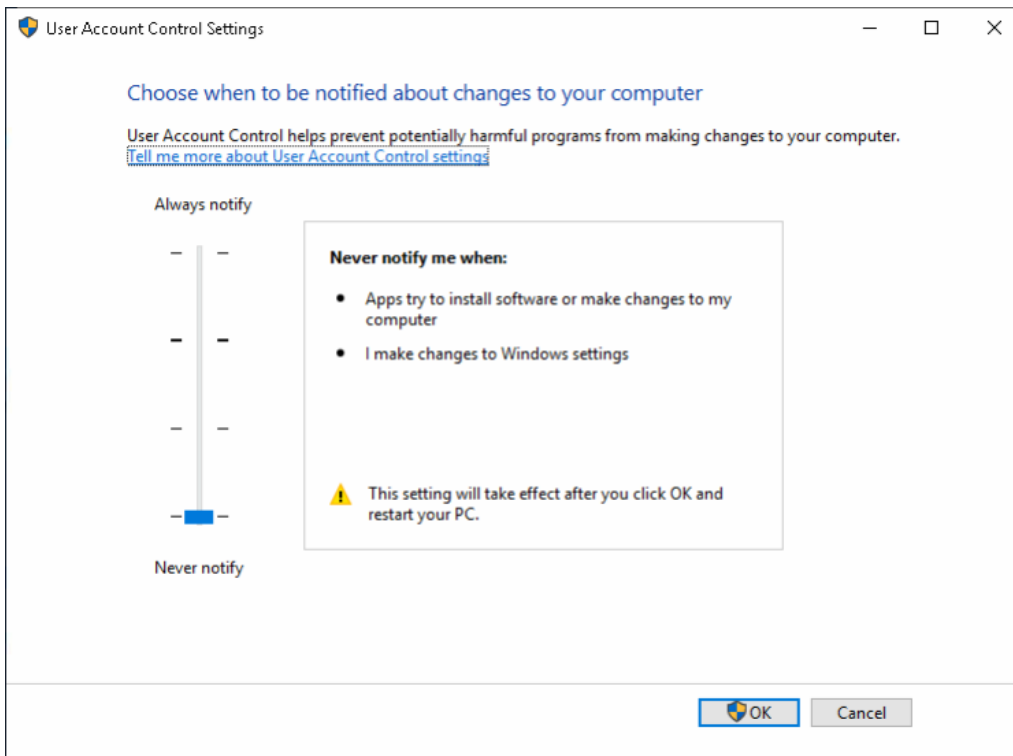 User Account Control Settings
Choose when to be notified about changes to your computer
User Account Control helps prevent potentially harmful programs from making changes to your computer.
Tell me more about User Account Control settings
Always notify
Never notify me when:
Apps try to install software or make changes to my
computer
I make changes to Windows settings
This setting will take effect after you click OK and
restart your PC.
Never notify
OK
Cancel